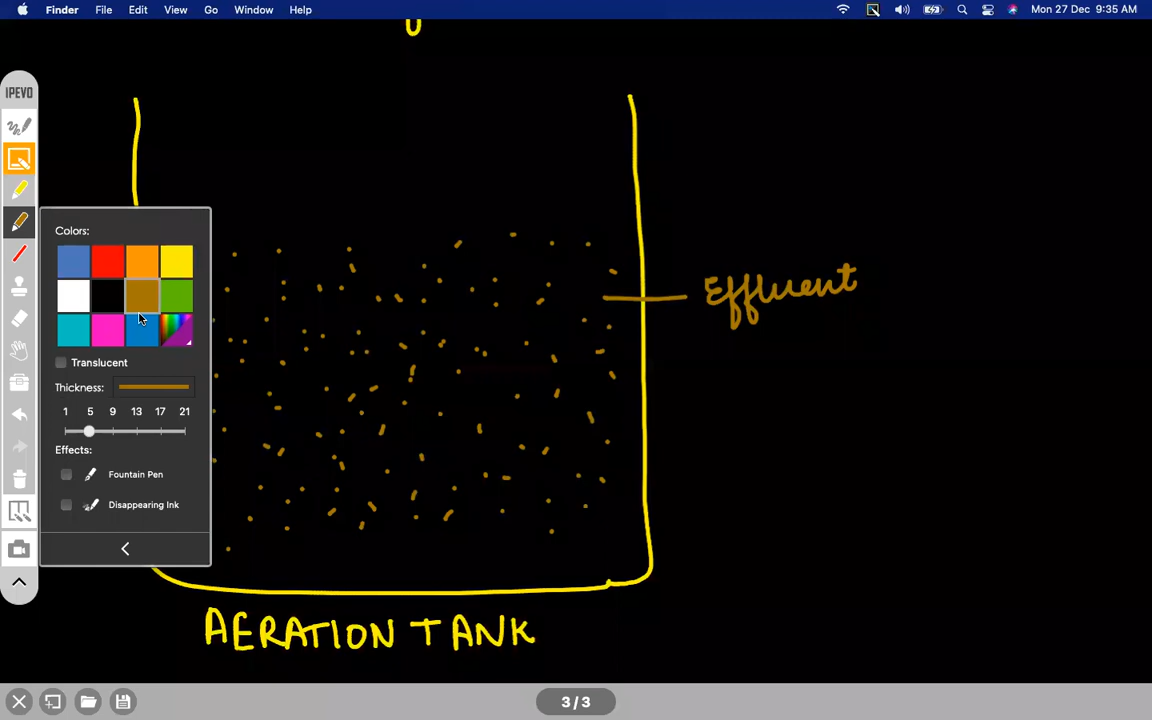 Finder File Edit View Go Window Help Mon 27 Dec 9:35 AM
IPEVO
Colors:
Translucent
Thickness:
1 5 9 13 17 21
Effects:
Fountain Pen
Disappearing Ink
Effluent
AERATION TANK
3/3